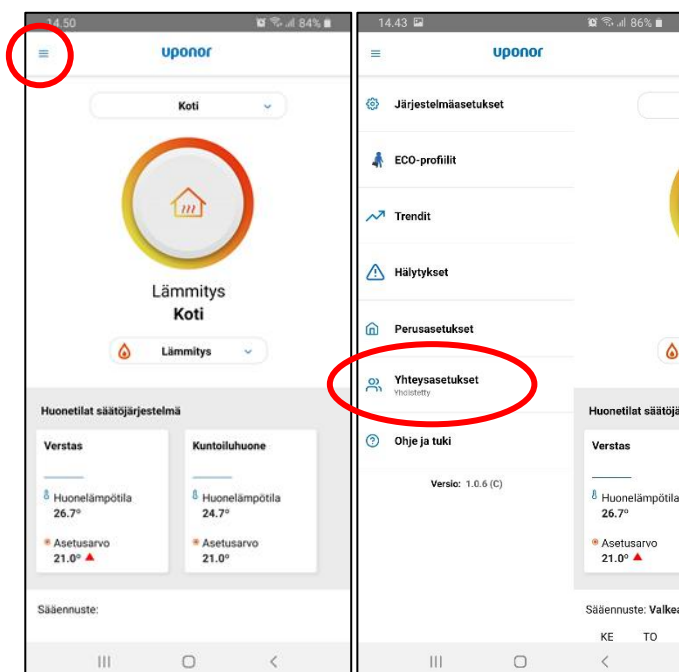 14.50
84%
uponor
Koti
Lämmitys
Koti
Lämmitys
Huonetilat säätöjärjestelmä
Verstas
Huonelämpötila
26.7°
Asetusarvo
21.0°
Kuntoiluhuone
Huonelämpötila
24.7°
Asetusarvo
21.0°
Sääennuste:
14.43
86%
uponor
Järjestelmäasetukset
ECO-profiilit
Trendit
Hälytykset
Perusasetukset
Yhteysasetukset
Yhdistetty
Ohje ja tuki
Versio: 1.0.6 (C)
Huonetilat säätöjä
Verstas
Huonelämpötila
26.7°
Asetusarvo
21.0°
Sääennuste: Valkea
KE TO